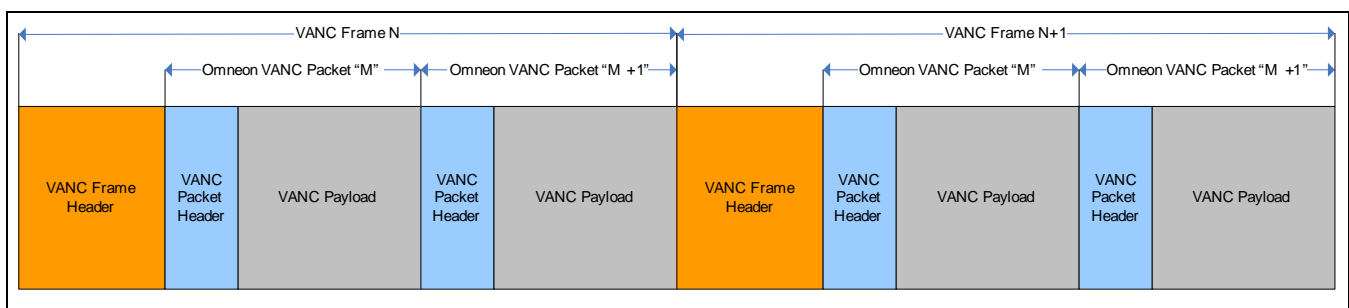 VANC Frame N
VANC Frame N+1
Omneon VANC Packet “M”
Omneon VANC Packet “M +1”
Omneon VANC Packet “M”
Omneon VANC Packet “M +1”
VANC Frame
Header
VANC
Packet
Header
VANC Payload
VANC
Packet
Header
VANC Payload
VANC Frame
Header
VANC
Packet
Header
VANC Payload
VANC
Packet
Header
VANC Payload